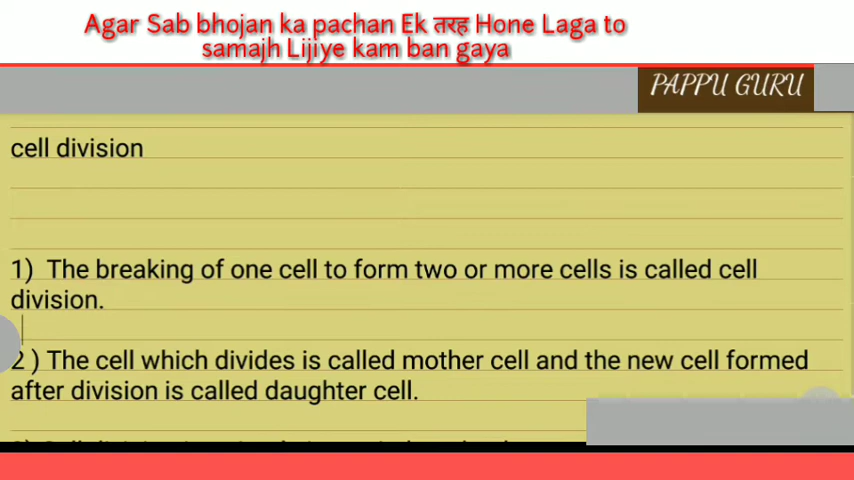 Agar Sab bhojan ka pachan Ek तरह Hone Laga to
samajh Lijiye kam ban gaya
PAPPU GURU
cell division
1) The breaking of one cell to form two or more cells is called cell
division.
2 ) The cell which divides is called mother cell and the new cell formed
after division is called daughter cell.